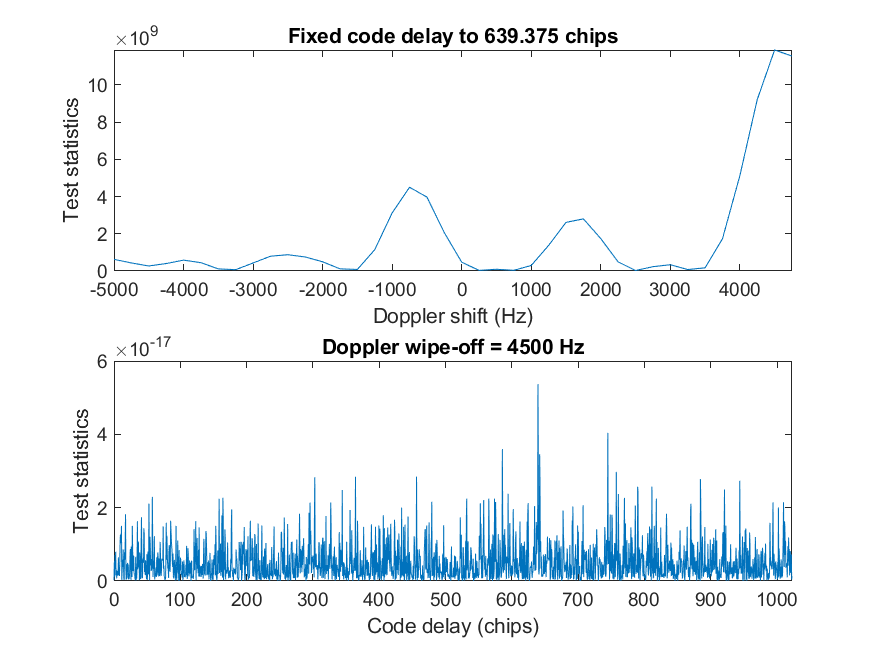 ×10^9
Fixed code delay to 639.375 chips
Test statistics
10
8
6
4
2
0
-5000 -4000 -3000 -2000 -1000 0 1000 2000 3000 4000
Doppler shift (Hz)
×10^-17
Doppler wipe-off = 4500 Hz
Test statistics
6
4
2
0
0 100 200 300 400 500 600 700 800 900 1000
Code delay (chips)